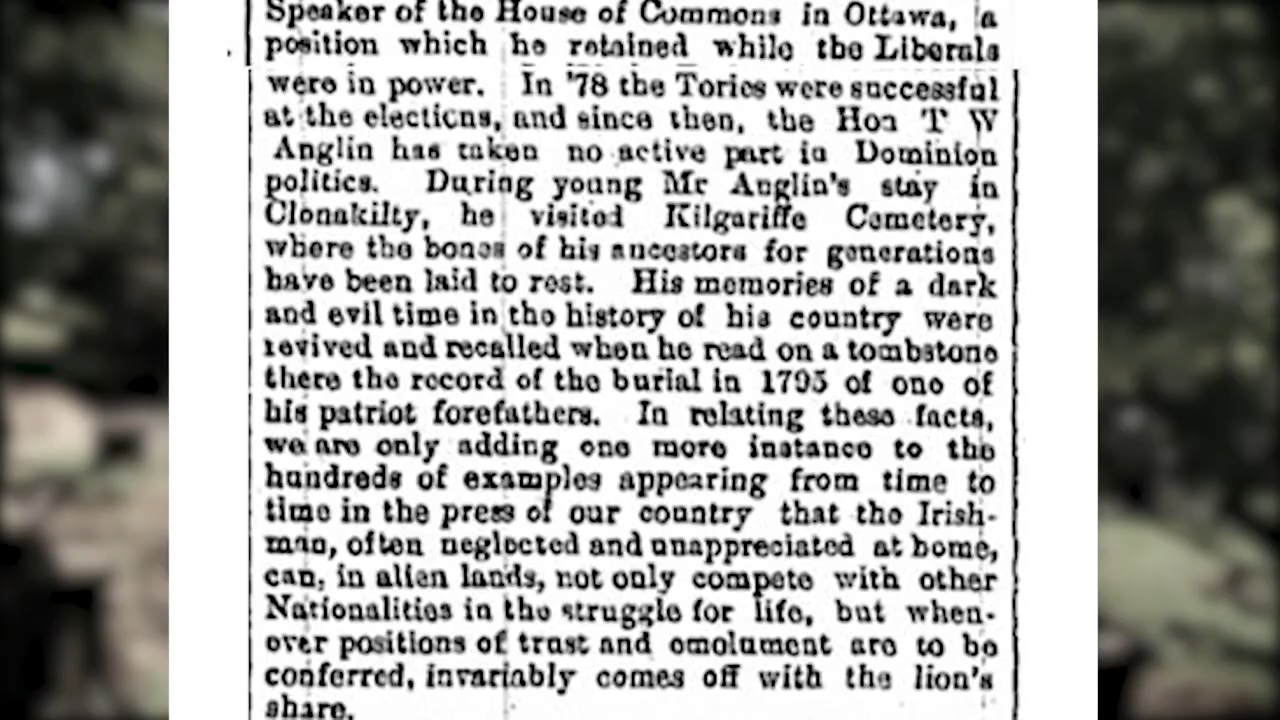 Speaker of the House of Commons in Ottawa, a
position which he retained while the Liberals
were in power. In '78 the Tories were successful
at the elections, and since then, the Hon T W
Anglin has taken no active part in Dominion
politics. During young Mr Anglin's stay in
Clonakilty, he visited Kilgariffe Cemetery,
where the bones of his ancestors for generations
have been laid to rest. His memories of a dark
and evil time in the history of his country were
revived and recalled when he read on a tombstone
there the record of the burial in 1795 of one of
his patriot forefathers. In relating these facts,
we are only adding one more instance to the
hundreds of examples appearing from time to
time in the press of our country that the Irish-
man, often neglected and unappreciated at home,
can, in alien lands, not only compete with other
Nationalities in the struggle for life, but when-
ever positions of trust and emolument are to be
conferred, invariably comes off with the lion's
share.